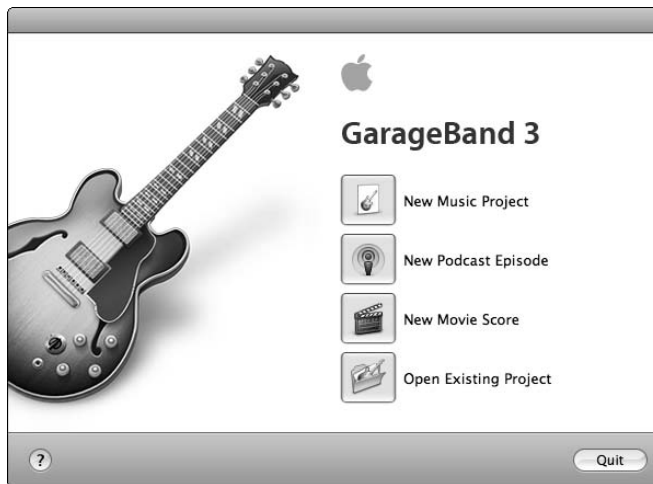 GarageBand 3
New Music Project
New Podcast Episode
New Movie Score
Open Existing Project
?
Quit